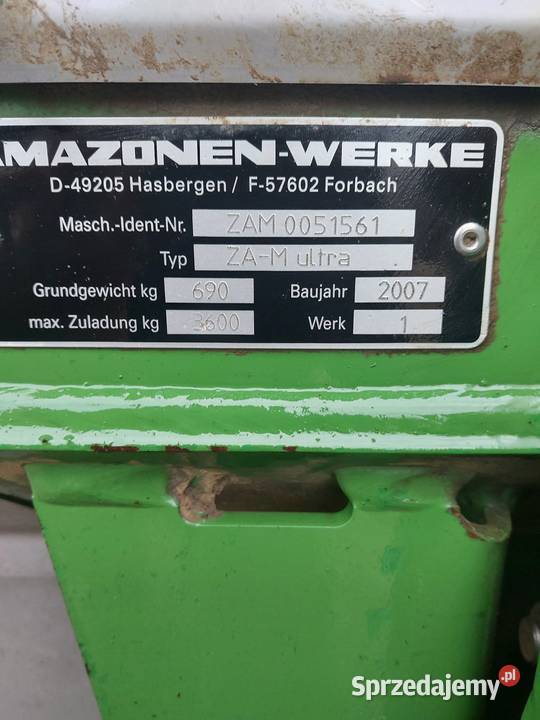 AMAZONEN-WERKE
D-49205 Hasbergen / F-57602 Forbach
Masch.-Ident-Nr. ZAM 0051561
Typ ZA-M ultra
Grundgewicht kg 690 Baujahr 2007
max. Zuladung kg 3600 Werk 1
Sprzedajemy.pl